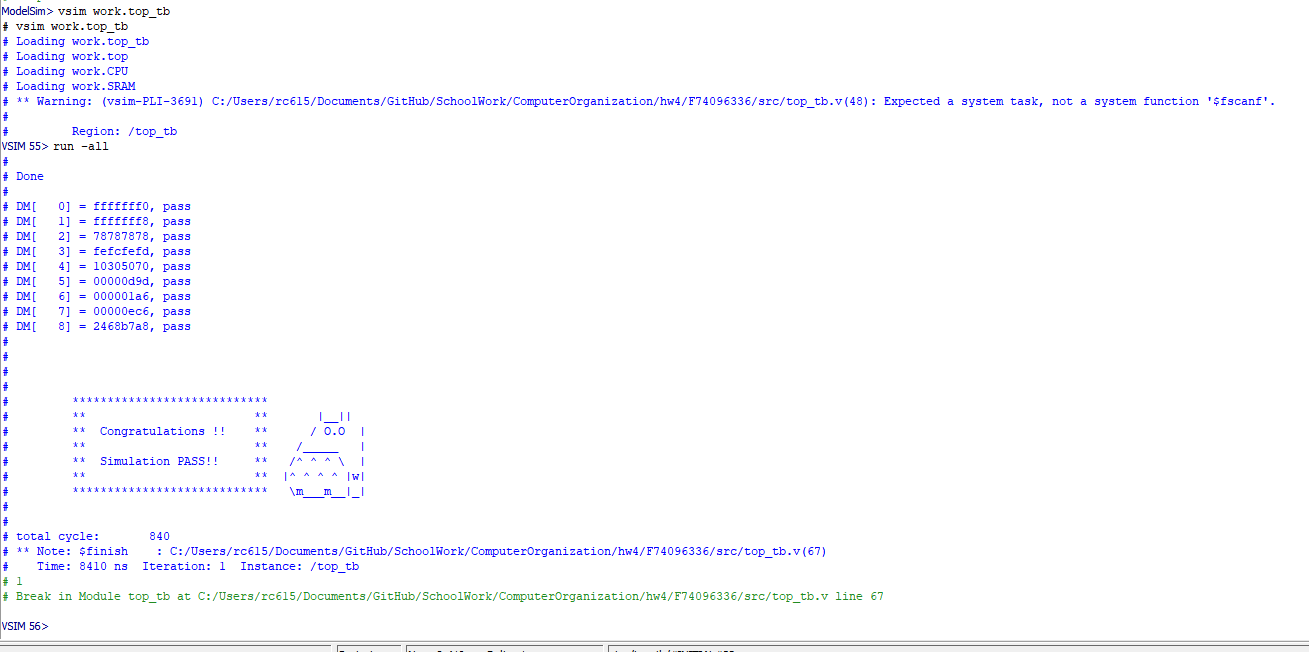 ModelSim> vsim work.top_tb
# vsim work.top_tb
# Loading work.top_tb
# Loading work.top
# Loading work.CPU
# Loading work.SRAM
# ** Warning: (vsim-PLI-3691) C:/Users/rc615/Documents/GitHub/SchoolWork/ComputerOrganization/hw4/F74096336/src/top_tb.v(48): Expected a system task, not a system function '$fscanf'.
#
#         Region: /top_tb
VSIM 55> run -all
#
# Done
#
# DM[   0] = fffffff0, pass
# DM[   1] = fffffff8, pass
# DM[   2] = 78787878, pass
# DM[   3] = fefcfefd, pass
# DM[   4] = 10305070, pass
# DM[   5] = 00000d9d, pass
# DM[   6] = 000001a6, pass
# DM[   7] = 00000ec6, pass
# DM[   8] = 2468b7a8, pass
#
#
#
#
#         ****************************
#         **                        **       |__||
#         **  Congratulations !!    **      / O.O  |
#         **                        **    /_____   |
#         **  Simulation PASS!!     **   /^ ^ ^ \  |
#         **                        **  |^ ^ ^ ^ |w|
#         ****************************   \m___m__|_|
#
#
# total cycle:       840
# ** Note: $finish    : C:/Users/rc615/Documents/GitHub/SchoolWork/ComputerOrganization/hw4/F74096336/src/top_tb.v(67)
#    Time: 8410 ns  Iteration: 1  Instance: /top_tb
# 1
# Break in Module top_tb at C:/Users/rc615/Documents/GitHub/SchoolWork/ComputerOrganization/hw4/F74096336/src/top_tb.v line 67
VSIM 56>